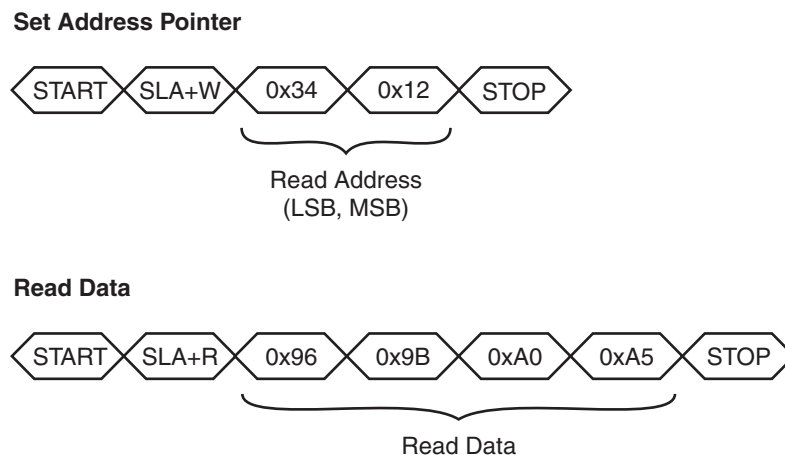 Set Address Pointer
START SLA+W 0x34 0x12 STOP
Read Address
(LSB, MSB)
Read Data
START SLA+R 0x96 0x9B 0xA0 0xA5 STOP
Read Data